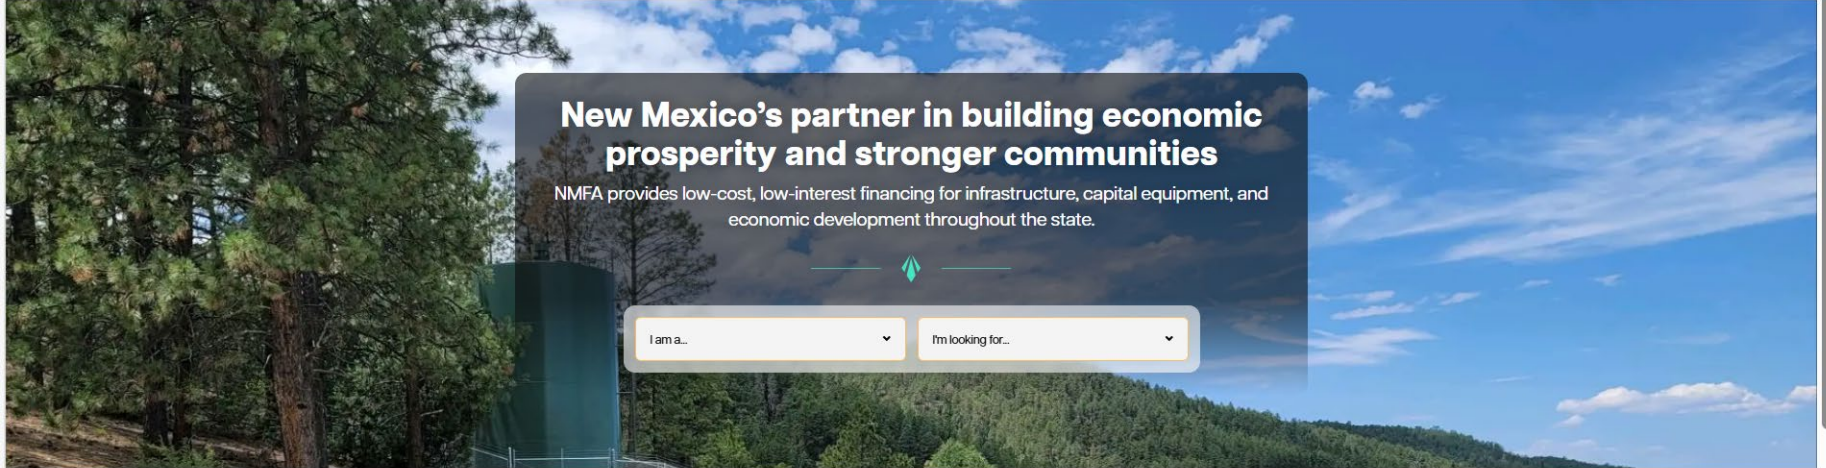 New Mexico’s partner in building economic
prosperity and stronger communities
NMFA provides low-cost, low-interest financing for infrastructure, capital equipment, and
economic development throughout the state.
I am a...
I'm looking for...